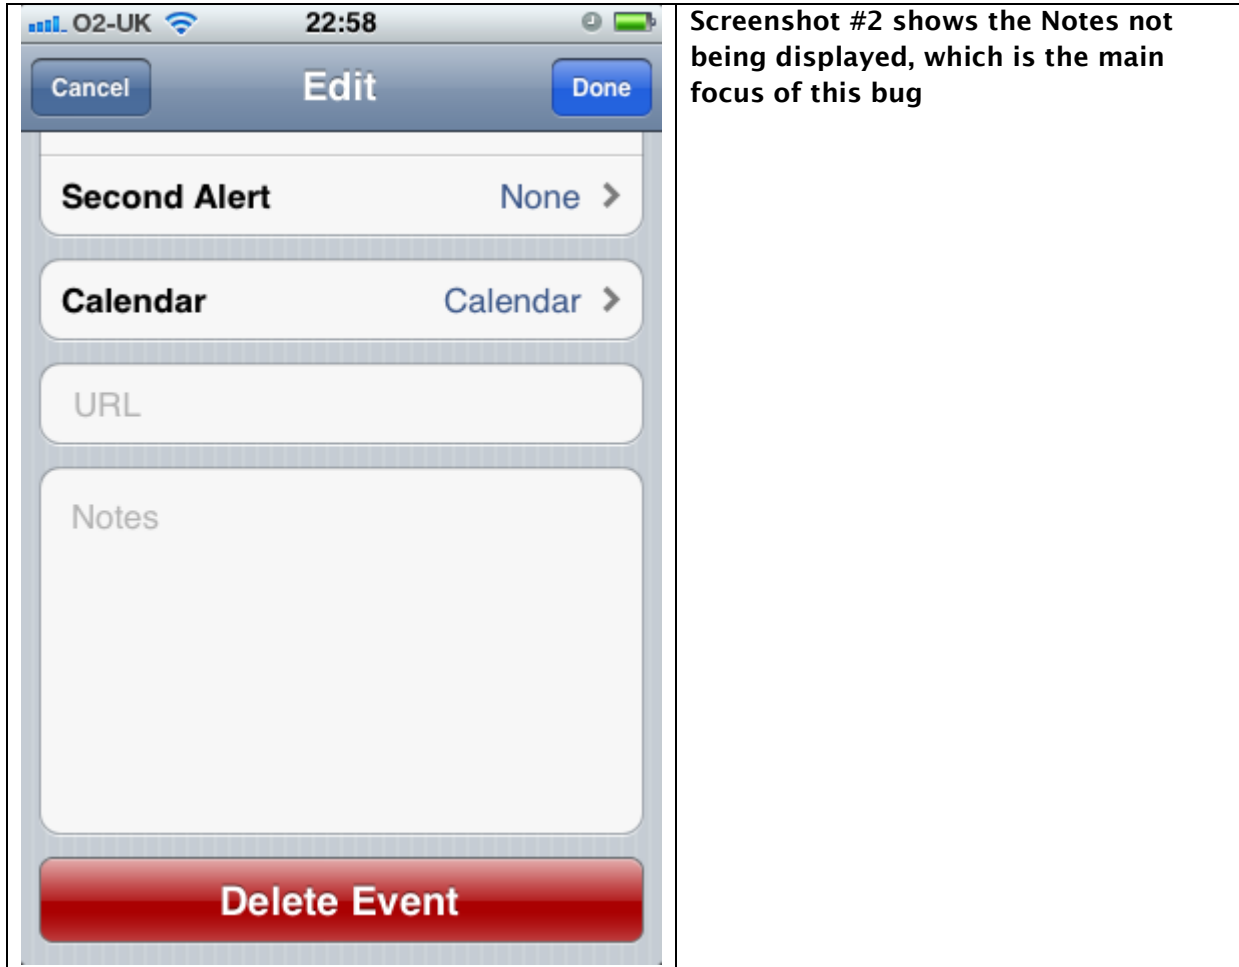 O2-UK 22:58
Cancel Edit Done
Second Alert None
Calendar Calendar
URL
Notes
Delete Event
Screenshot #2 shows the Notes not
being displayed, which is the main
focus of this bug